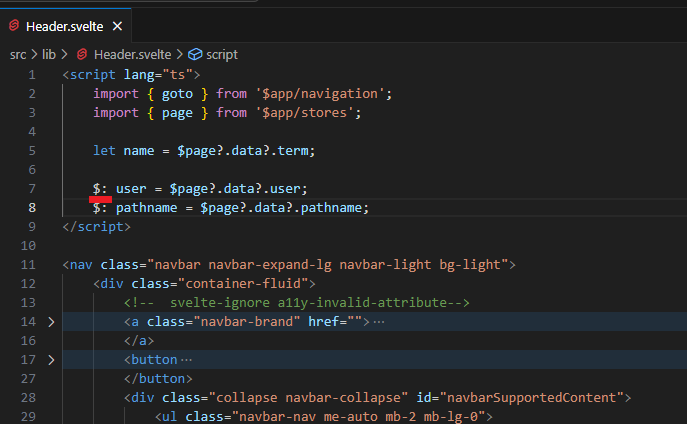 Header.svelte ×
src > lib > Header.svelte > script
1 <script lang="ts">
2 import { goto } from '$app/navigation';
3 import { page } from '$app/stores';
4
5 let name = $page?.data?.term;
6
7 $: user = $page?.data?.user;
8 $: pathname = $page?.data?.pathname;
9 </script>
10
11 <nav class="navbar navbar-expand-lg navbar-light bg-light">
12 <div class="container-fluid">
13 <!-- svelte-ignore a11y-invalid-attribute-->
14 > <a class="navbar-brand" href="">…
16 </a>
17 > <button…
27 </button>
28 <div class="collapse navbar-collapse" id="navbarSupportedContent">
29 <ul class="navbar-nav me-auto mb-2 mb-lg-0">